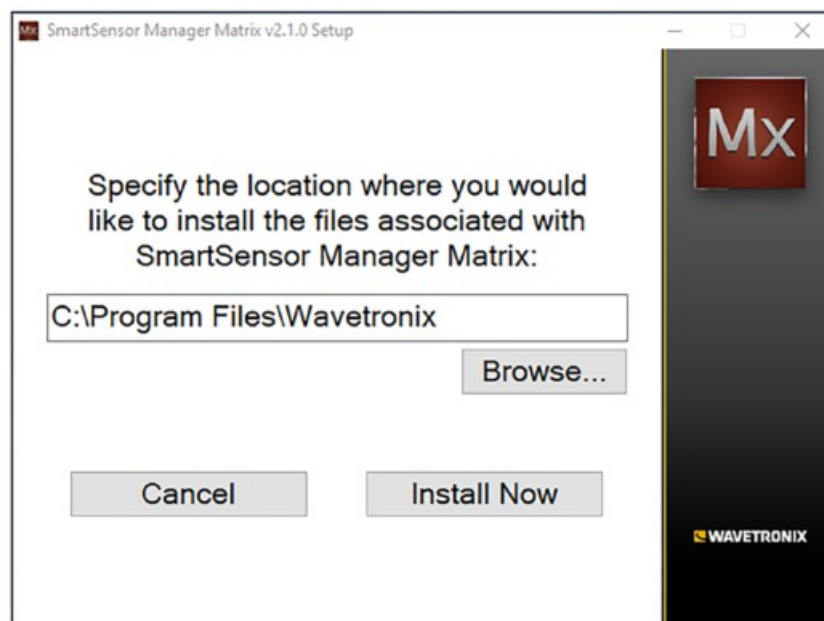 Mx SmartSensor Manager Matrix v2.1.0 Setup
Mx
Specify the location where you would
like to install the files associated with
SmartSensor Manager Matrix:
C:\Program Files\Wavetronix
Browse...
Cancel
Install Now
WAVETRONIX